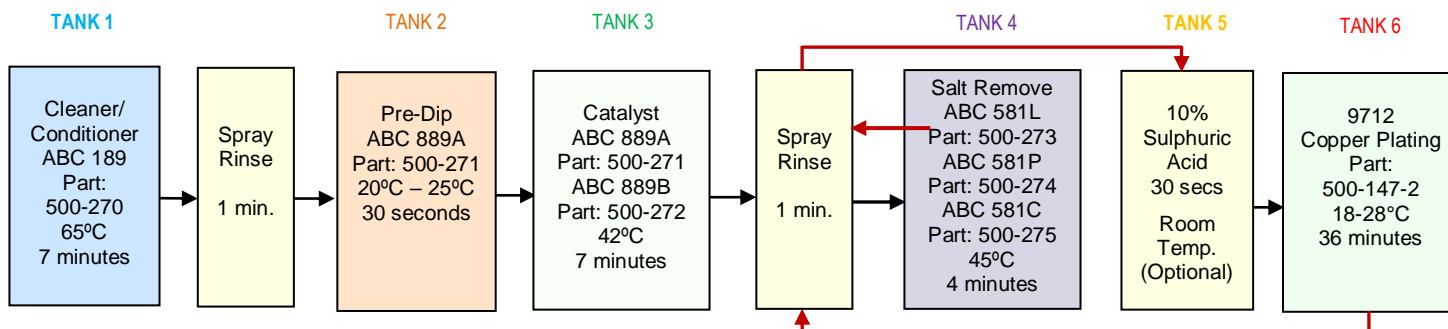 TANK 1
TANK 2
TANK 3
TANK 4
TANK 5
TANK 6
Cleaner/
Conditioner
ABC 189
Part:
500-270
65ºC
7 minutes
Spray
Rinse
1 min.
Pre-Dip
ABC 889A
Part: 500-271
20ºC – 25ºC
30 seconds
Catalyst
ABC 889A
Part: 500-271
ABC 889B
Part: 500-272
42ºC
7 minutes
Spray
Rinse
1 min.
Salt Remove
ABC 581L
Part: 500-273
ABC 581P
Part: 500-274
ABC 581C
Part: 500-275
45ºC
4 minutes
10%
Sulphuric
Acid
30 secs
Room
Temp.
(Optional)
9712
Copper Plating
Part:
500-147-2
18-28°C
36 minutes